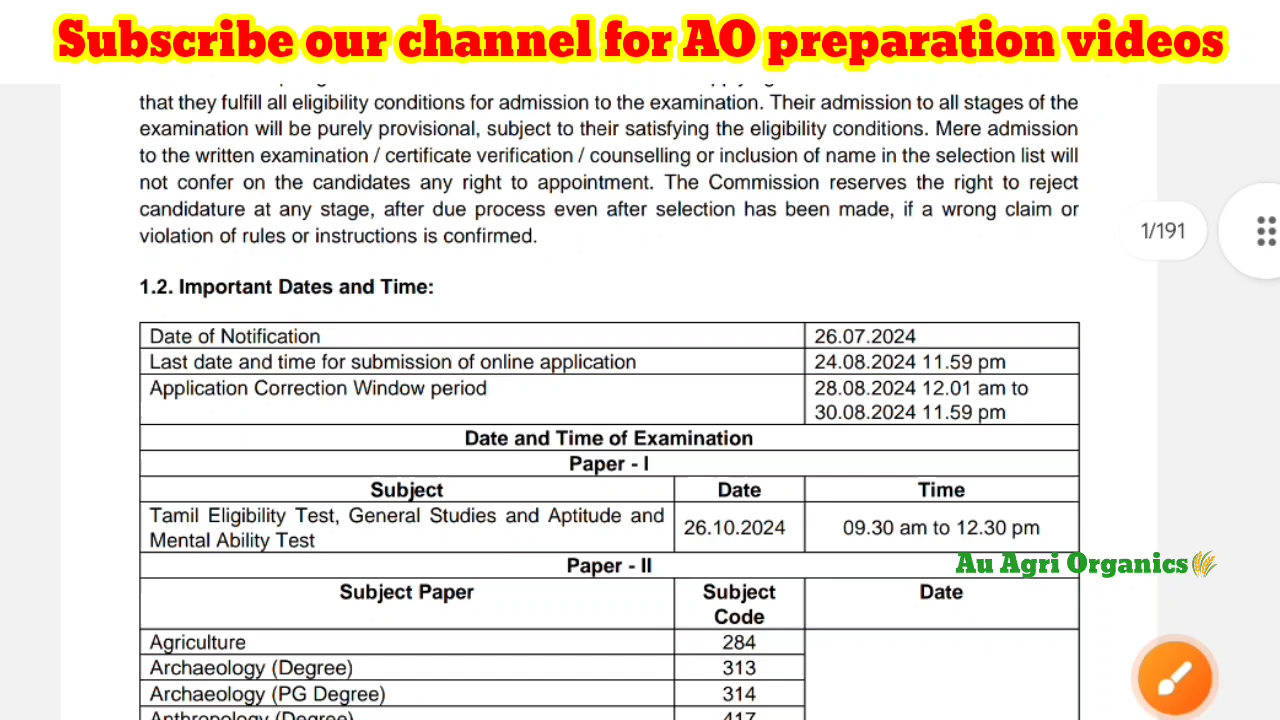 Subscribe our channel for AO preparation videos
that they fulfill all eligibility conditions for admission to the examination. Their admission to all stages of the
examination will be purely provisional, subject to their satisfying the eligibility conditions. Mere admission
to the written examination / certificate verification / counselling or inclusion of name in the selection list will
not confer on the candidates any right to appointment. The Commission reserves the right to reject
candidature at any stage, after due process even after selection has been made, if a wrong claim or
violation of rules or instructions is confirmed.
1/191
1.2. Important Dates and Time:
Date of Notification 26.07.2024
Last date and time for submission of online application 24.08.2024 11.59 pm
Application Correction Window period 28.08.2024 12.01 am to
30.08.2024 11.59 pm
Date and Time of Examination
Paper - I
Subject Date Time
Tamil Eligibility Test, General Studies and Aptitude and
Mental Ability Test
26.10.2024 09.30 am to 12.30 pm
Paper - II
Au Agri Organics
Subject Paper Subject
Code
Date
Agriculture 284
Archaeology (Degree) 313
Archaeology (PG Degree) 314
Anthropology (Degree) 417